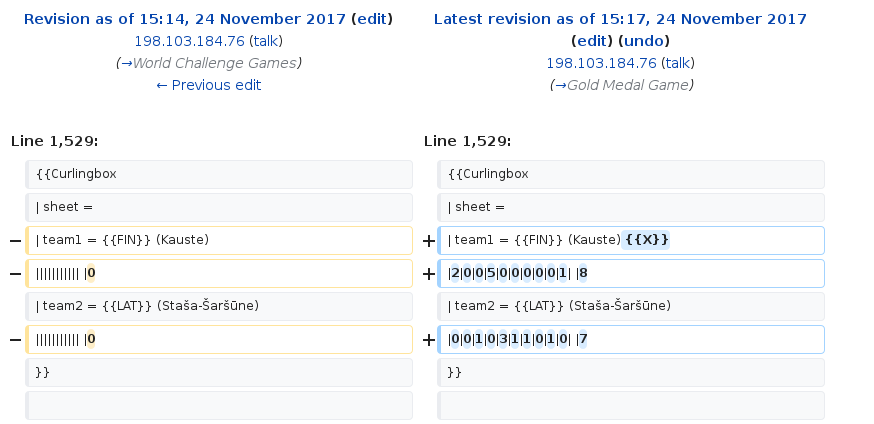 Revision as of 15:14, 24 November 2017 (edit)
198.103.184.76 (talk)
(→World Challenge Games)
← Previous edit
Latest revision as of 15:17, 24 November 2017
(edit) (undo)
198.103.184.76 (talk)
(→Gold Medal Game)
Line 1,529:
Line 1,529:
{{Curlingbox
{{Curlingbox
| sheet =
| sheet =
− | team1 = {{FIN}} (Kauste)
+ | team1 = {{FIN}} (Kauste) {{X}}
− ||||||||||| |0
+ |2|0|0|5|0|0|0|0|0|1| |8
| team2 = {{LAT}} (Staša-Šaršūne)
| team2 = {{LAT}} (Staša-Šaršūne)
− ||||||||||| |0
+ |0|0|1|0|3|1|1|0|1|0| |7
}}
}}